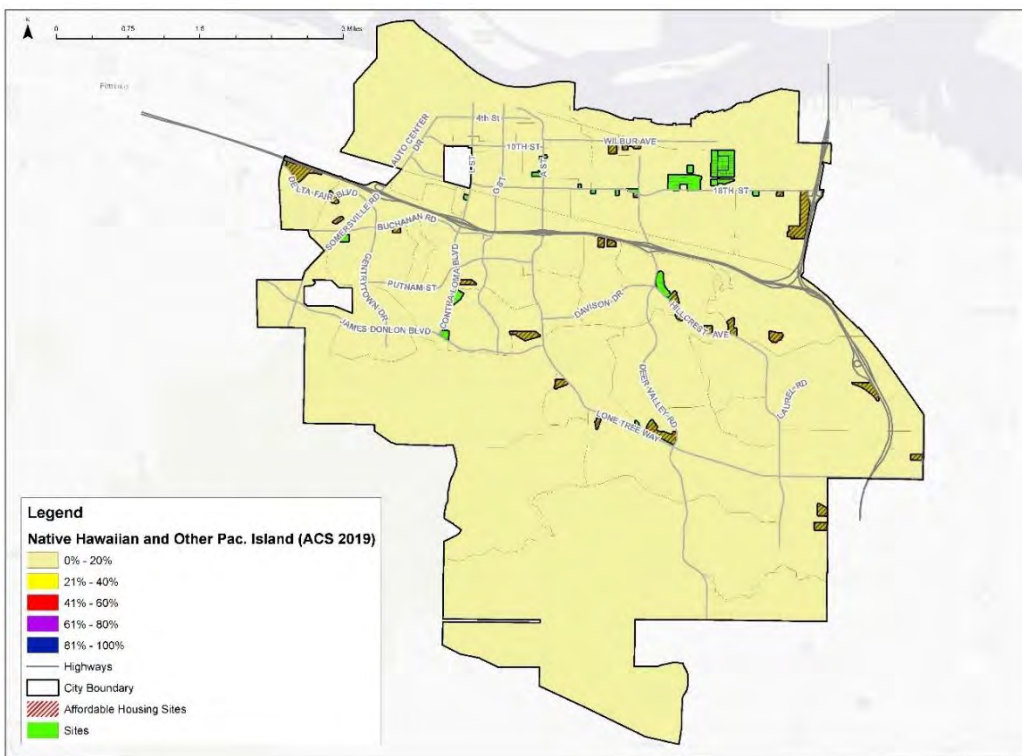 N
0 0.75 1.5 3 Miles
4th St
AUTO CENTER DR
WILBUR AVE
10TH ST
L ST
A ST
18TH ST
DELTA FAIR BLVD
SOMERSVILLE RD
BUCHANAN RD
GENTRYTOWN DR
PUTNAM ST
CONTRA LOMA BLVD
DAVISON DR
HILLCREST AVE
JAMES DONLON BLVD
DEER VALLEY RD
LAUREL RD
LONE TREE WAY
Legend
Native Hawaiian and Other Pac. Island (ACS 2019)
0% - 20%
21% - 40%
41% - 60%
61% - 80%
81% - 100%
Highways
City Boundary
Affordable Housing Sites
Sites